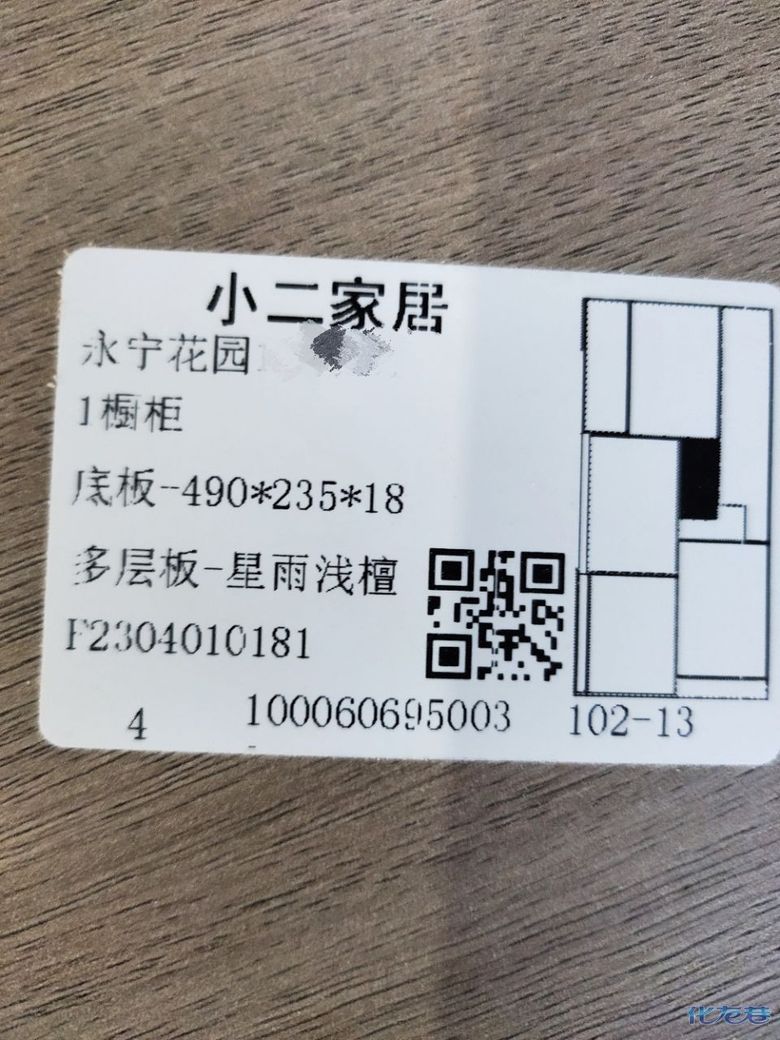 小二家居
永宁花园
1橱柜
底板-490*235*18
多层板-星雨浅檀
F2304010181
4 100060695003 102-13
化龙巷